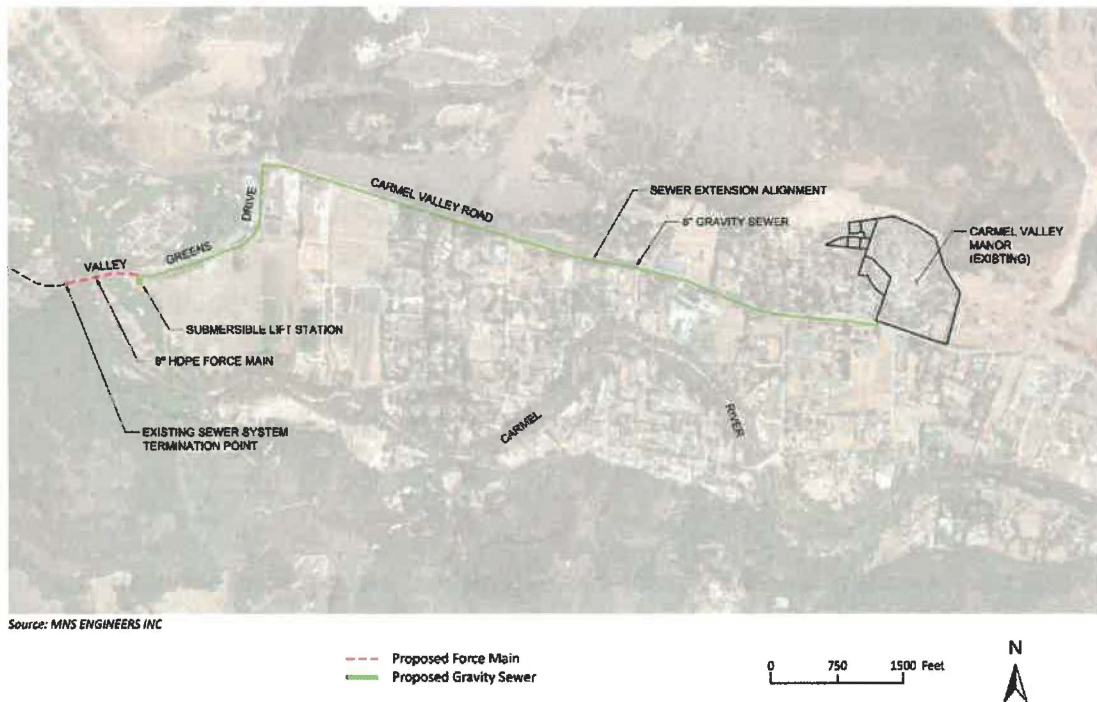 CARMEL VALLEY ROAD
SEWER EXTENSION ALIGNMENT
8" GRAVITY SEWER
CARMEL VALLEY
MANOR
(EXISTING)
DRIVE
GREENS
VALLEY
SUBMERSIBLE LIFT STATION
8" HDPE FORCE MAIN
EXISTING SEWER SYSTEM
TERMINATION POINT
CARMEL
RIVER
Source: MNS ENGINEERS INC
Proposed Force Main
Proposed Gravity Sewer
0 750 1500 Feet
N